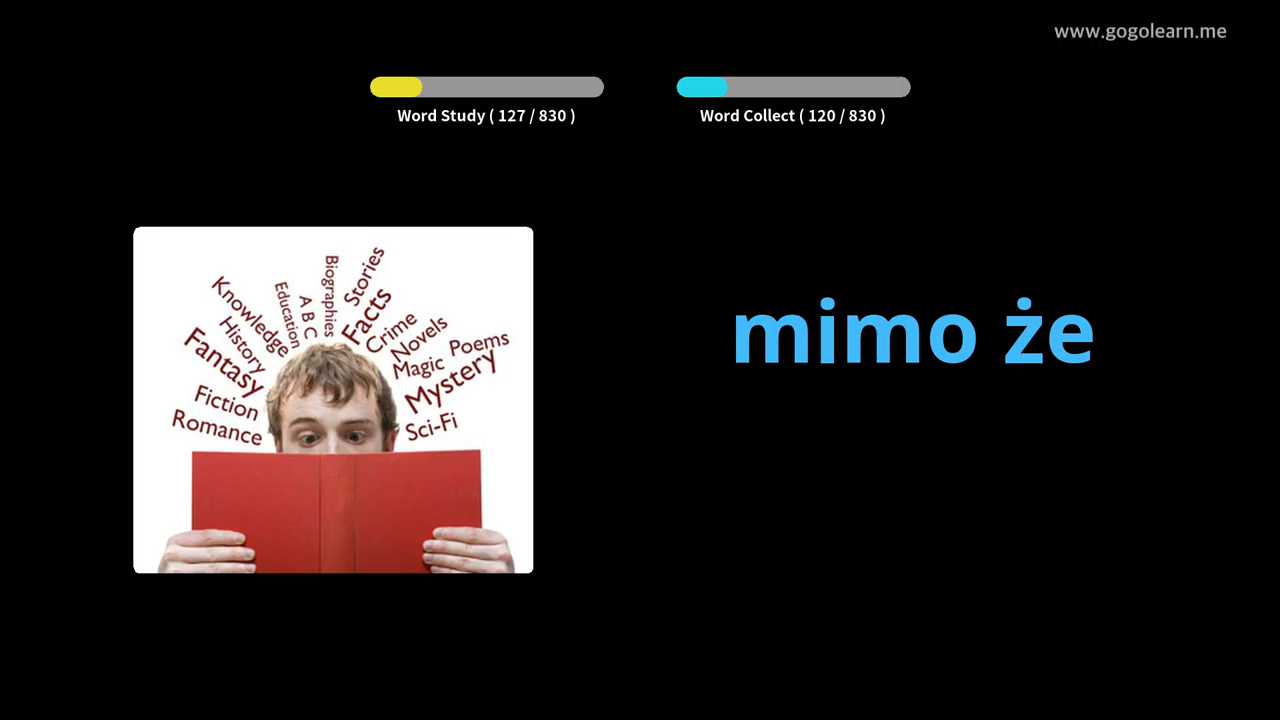 www.gogolearn.me
Word Study ( 127 / 830 )
Word Collect ( 120 / 830 )
Knowledge
History
Fantasy
Fiction
Romance
Education
A B C
Biographies
Stories
Facts
Crime
Novels
Magic
Poems
Mystery
Sci-Fi
mimo że